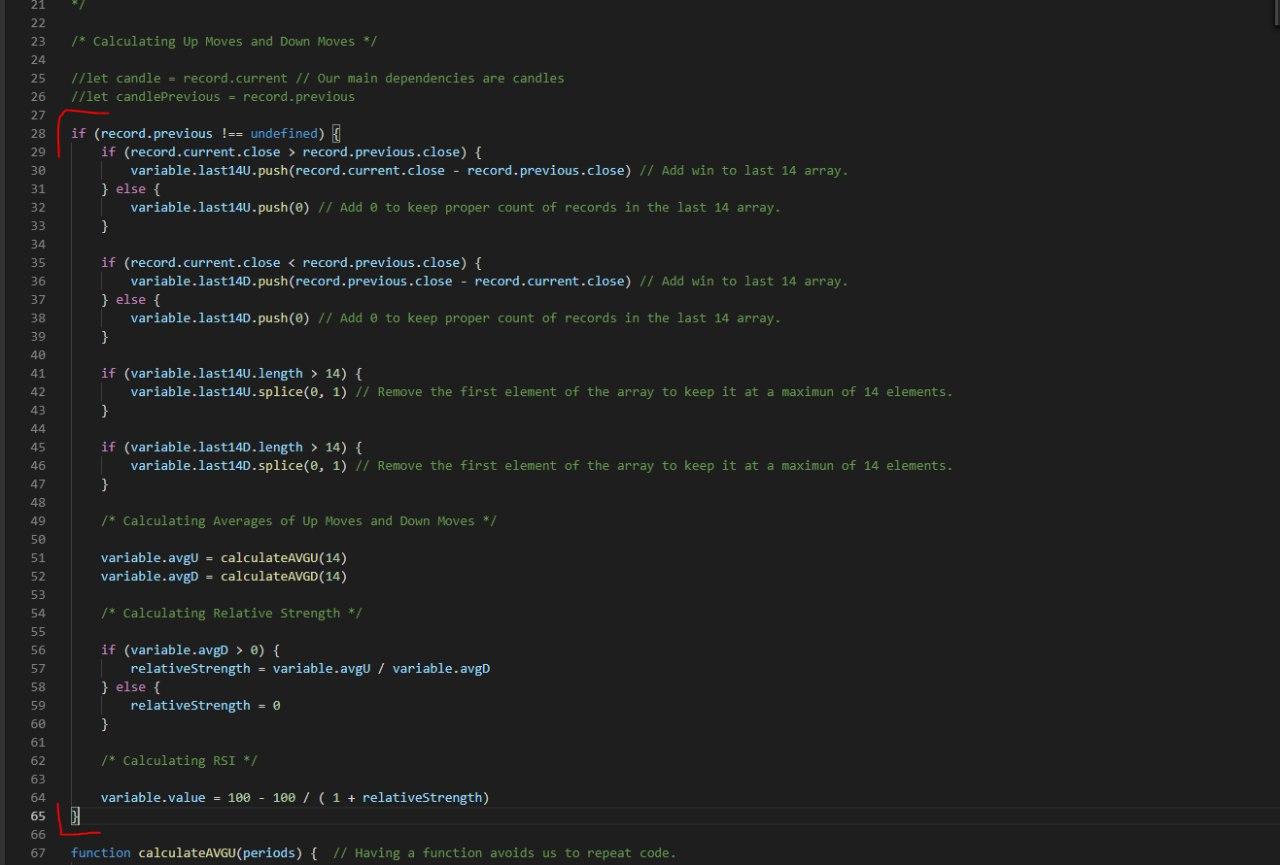 21 */
22
23 /* Calculating Up Moves and Down Moves */
24
25 //let candle = record.current // Our main dependencies are candles
26 //let candlePrevious = record.previous
27
28 if (record.previous !== undefined) {
29 if (record.current.close > record.previous.close) {
30 variable.last14U.push(record.current.close - record.previous.close) // Add win to last 14 array.
31 } else {
32 variable.last14U.push(0) // Add 0 to keep proper count of records in the last 14 array.
33 }
34
35 if (record.current.close < record.previous.close) {
36 variable.last14D.push(record.previous.close - record.current.close) // Add win to last 14 array.
37 } else {
38 variable.last14D.push(0) // Add 0 to keep proper count of records in the last 14 array.
39 }
40
41 if (variable.last14U.length > 14) {
42 variable.last14U.splice(0, 1) // Remove the first element of the array to keep it at a maximun of 14 elements.
43 }
44
45 if (variable.last14D.length > 14) {
46 variable.last14D.splice(0, 1) // Remove the first element of the array to keep it at a maximun of 14 elements.
47 }
48
49 /* Calculating Averages of Up Moves and Down Moves */
50
51 variable.avgU = calculateAVGU(14)
52 variable.avgD = calculateAVGD(14)
53
54 /* Calculating Relative Strength */
55
56 if (variable.avgD > 0) {
57 relativeStrength = variable.avgU / variable.avgD
58 } else {
59 relativeStrength = 0
60 }
61
62 /* Calculating RSI */
63
64 variable.value = 100 - 100 / ( 1 + relativeStrength)
65 }
66
67 function calculateAVGU(periods) { // Having a function avoids us to repeat code.